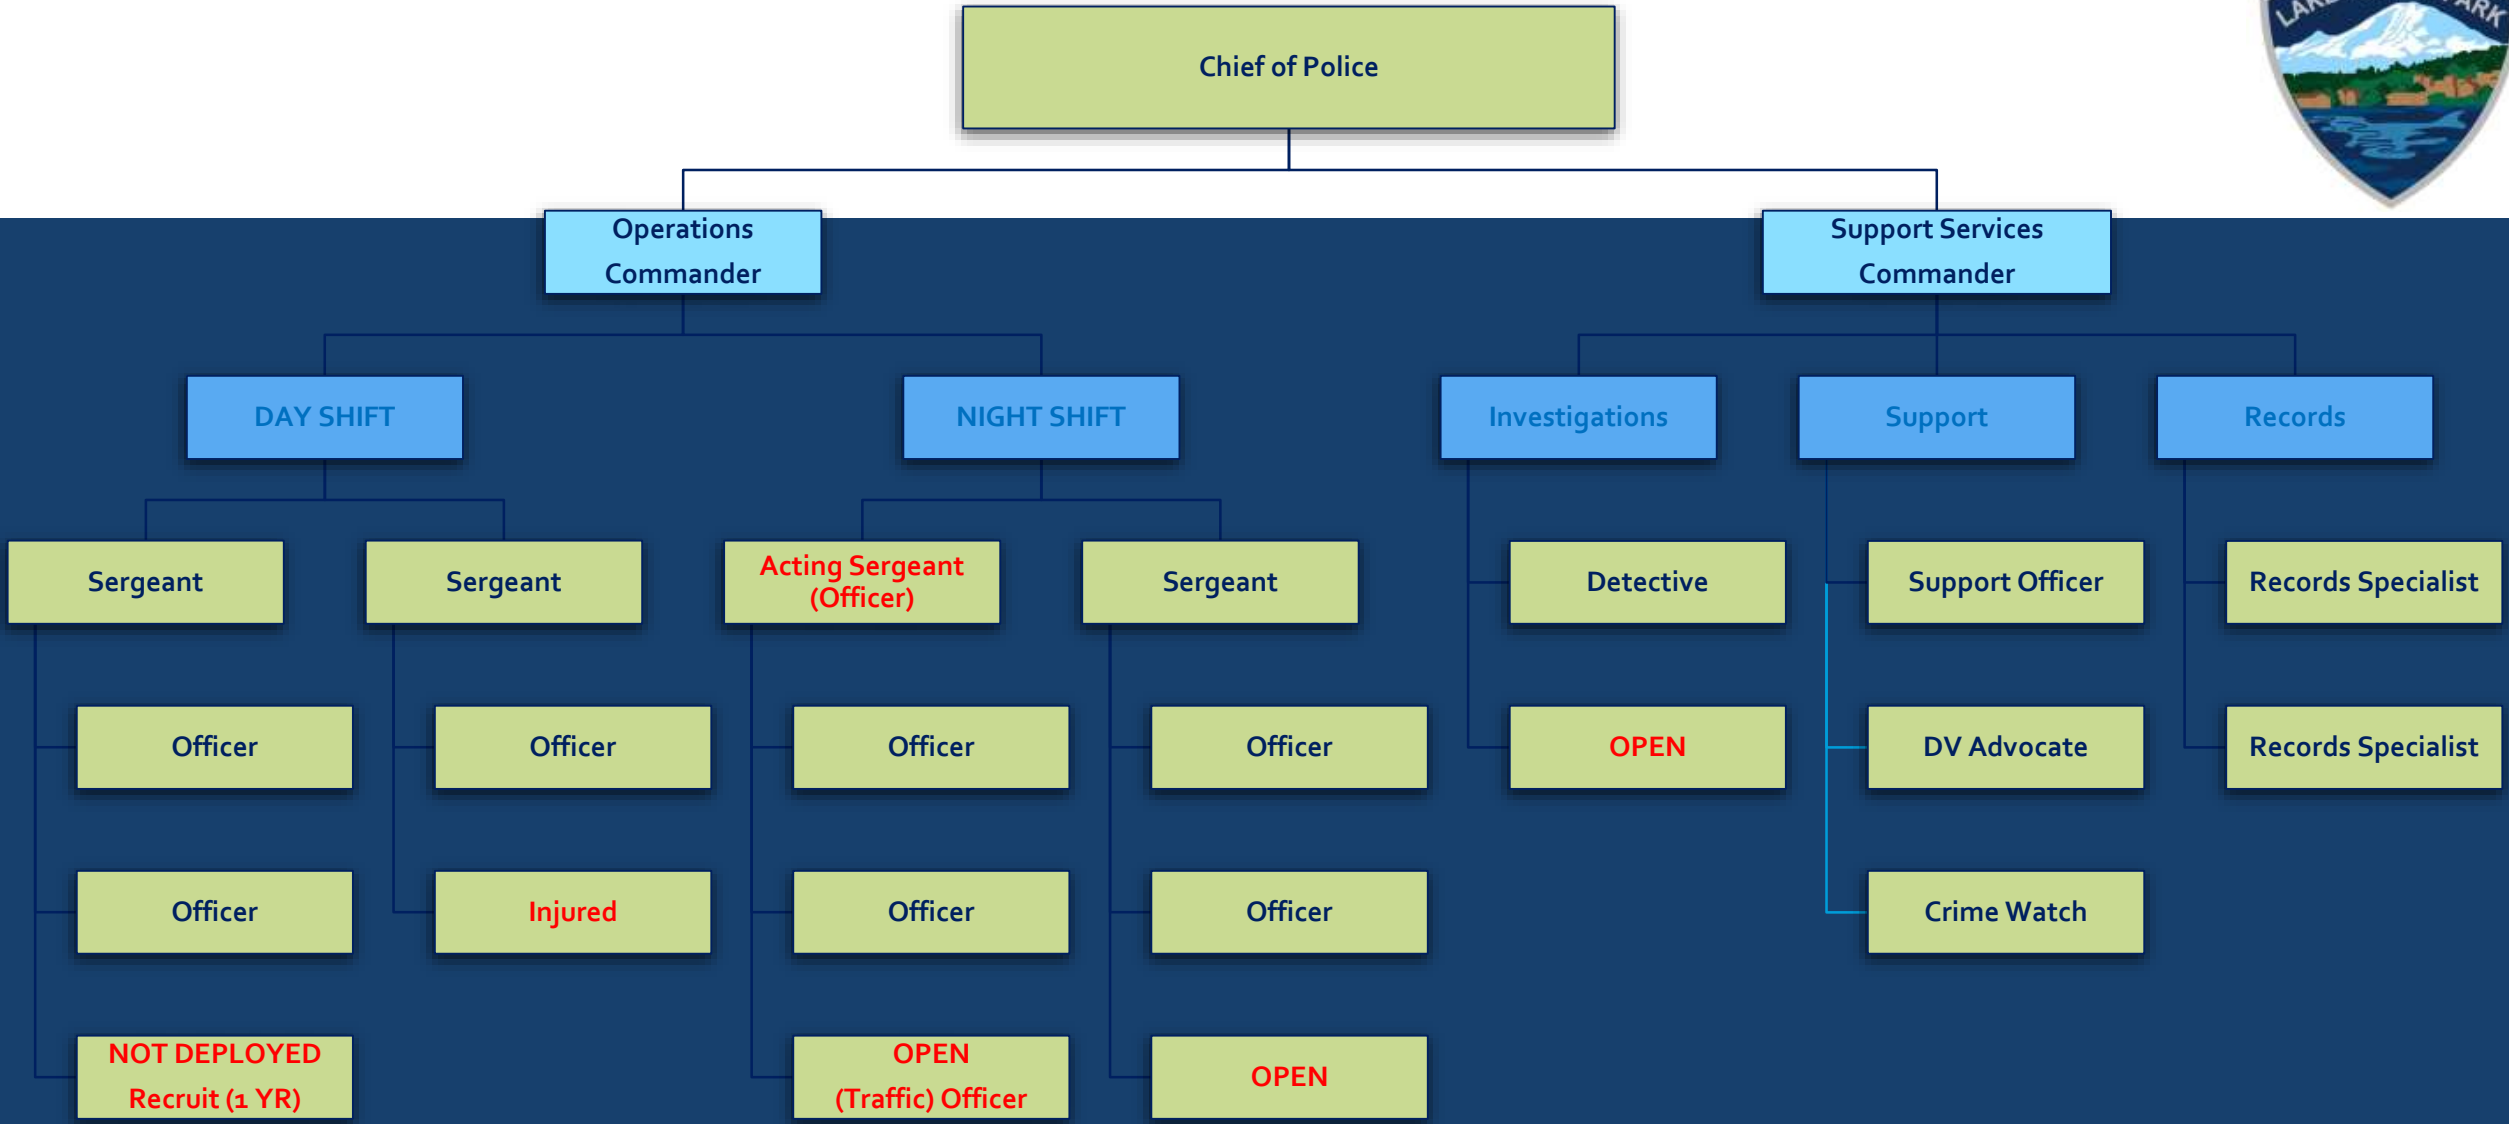 LAKE PARK
Chief of Police
Operations
Commander
Support Services
Commander
DAY SHIFT
NIGHT SHIFT
Investigations
Support
Records
Sergeant
Sergeant
Acting Sergeant
(Officer)
Sergeant
Detective
Support Officer
Records Specialist
Officer
Officer
Officer
Officer
OPEN
DV Advocate
Records Specialist
Officer
Injured
Officer
Officer
Crime Watch
NOT DEPLOYED
Recruit (1 YR)
OPEN
(Traffic) Officer
OPEN